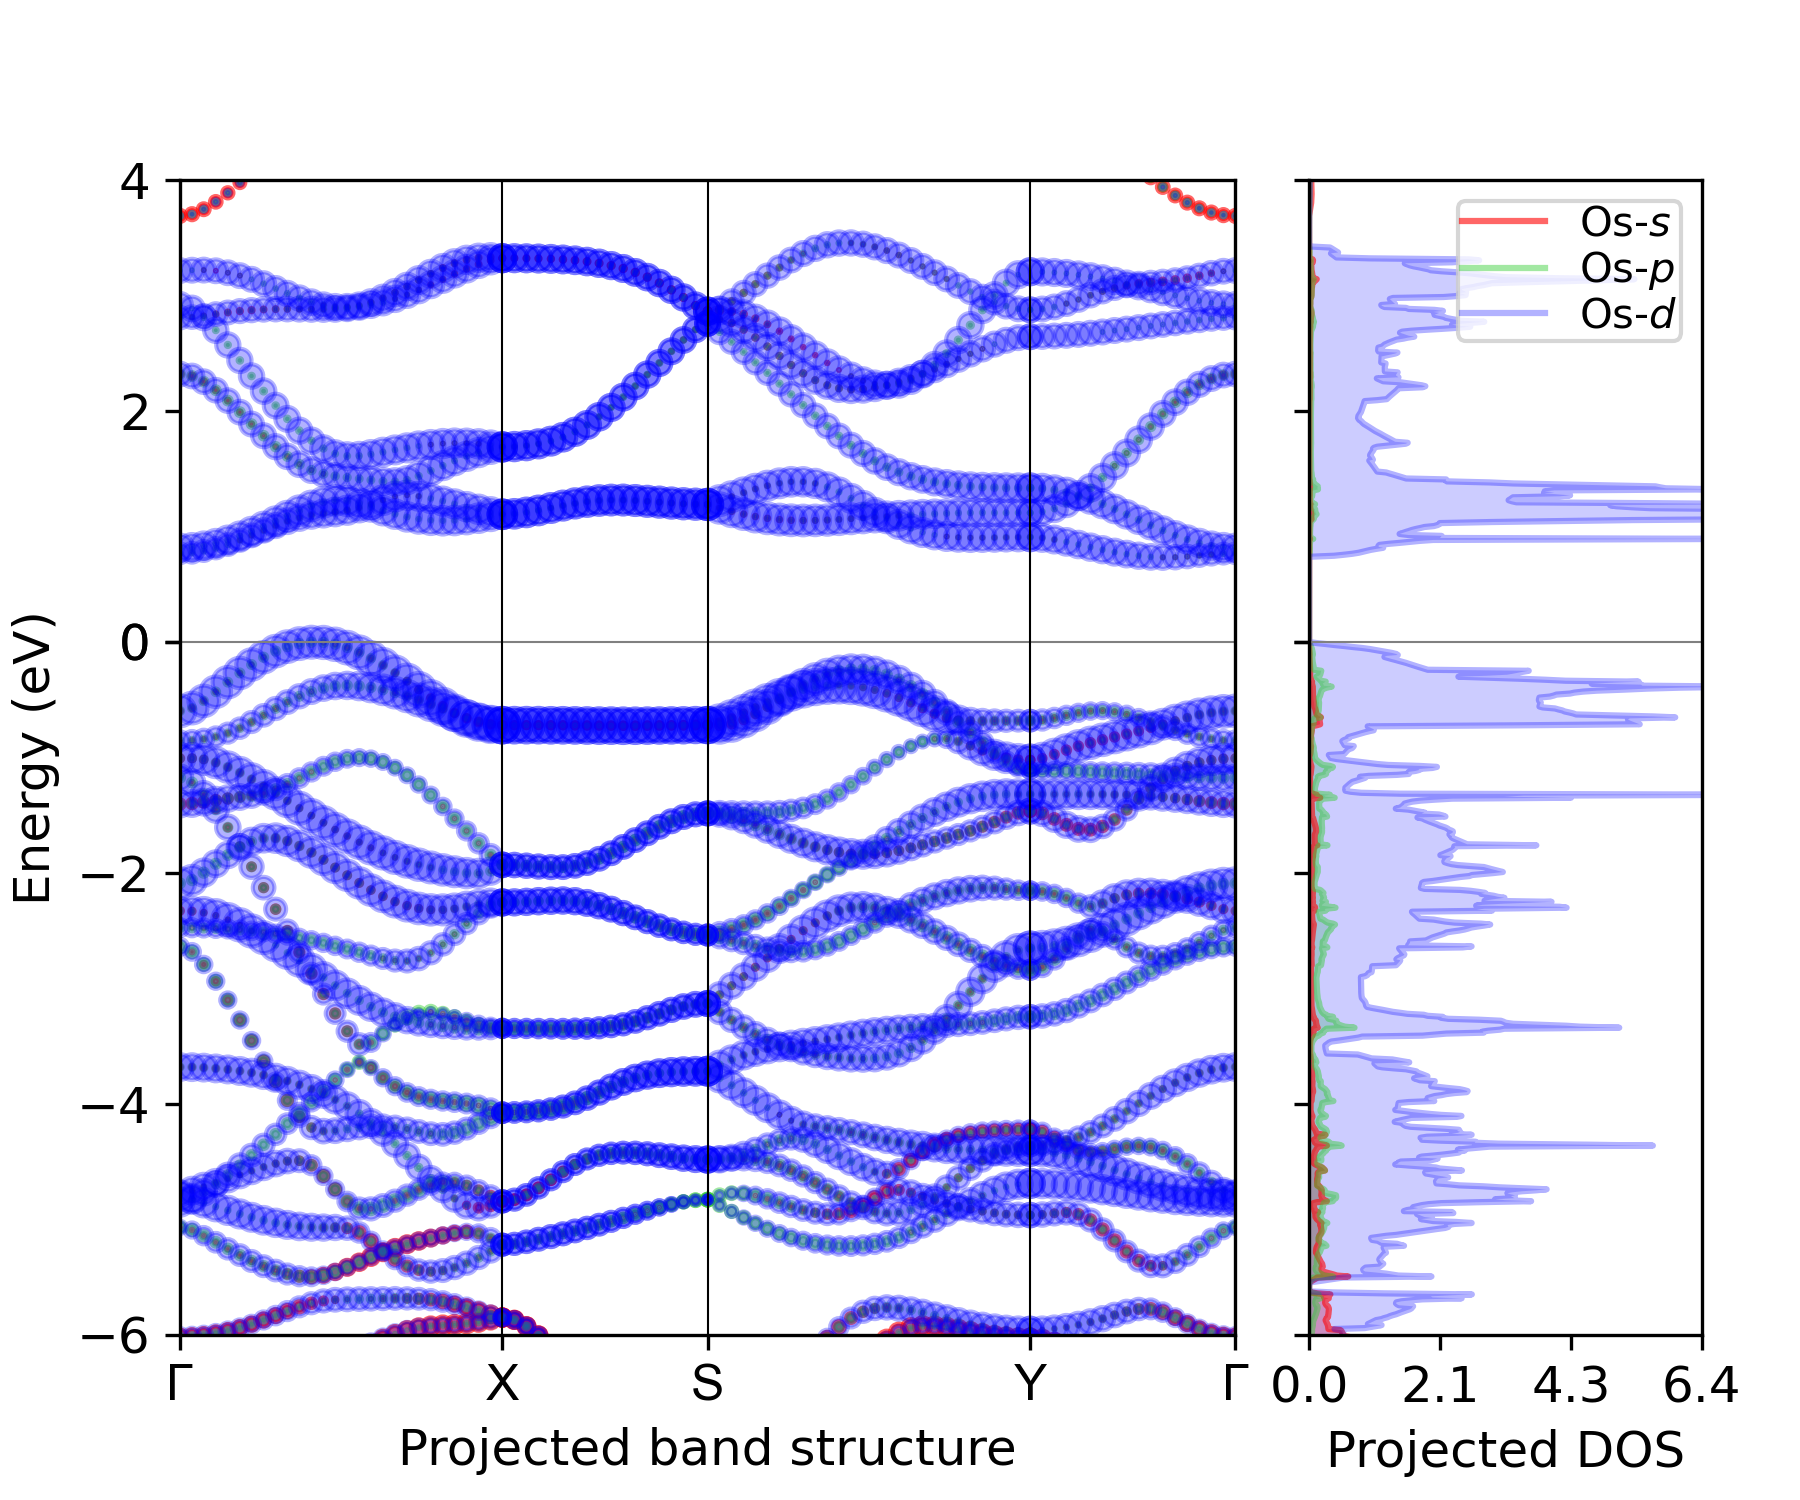 4
2
0
−2
−4
−6
Energy (eV)
Γ X S Y Γ
Projected band structure
Os-s
Os-p
Os-d
0.0 2.1 4.3 6.4
Projected DOS